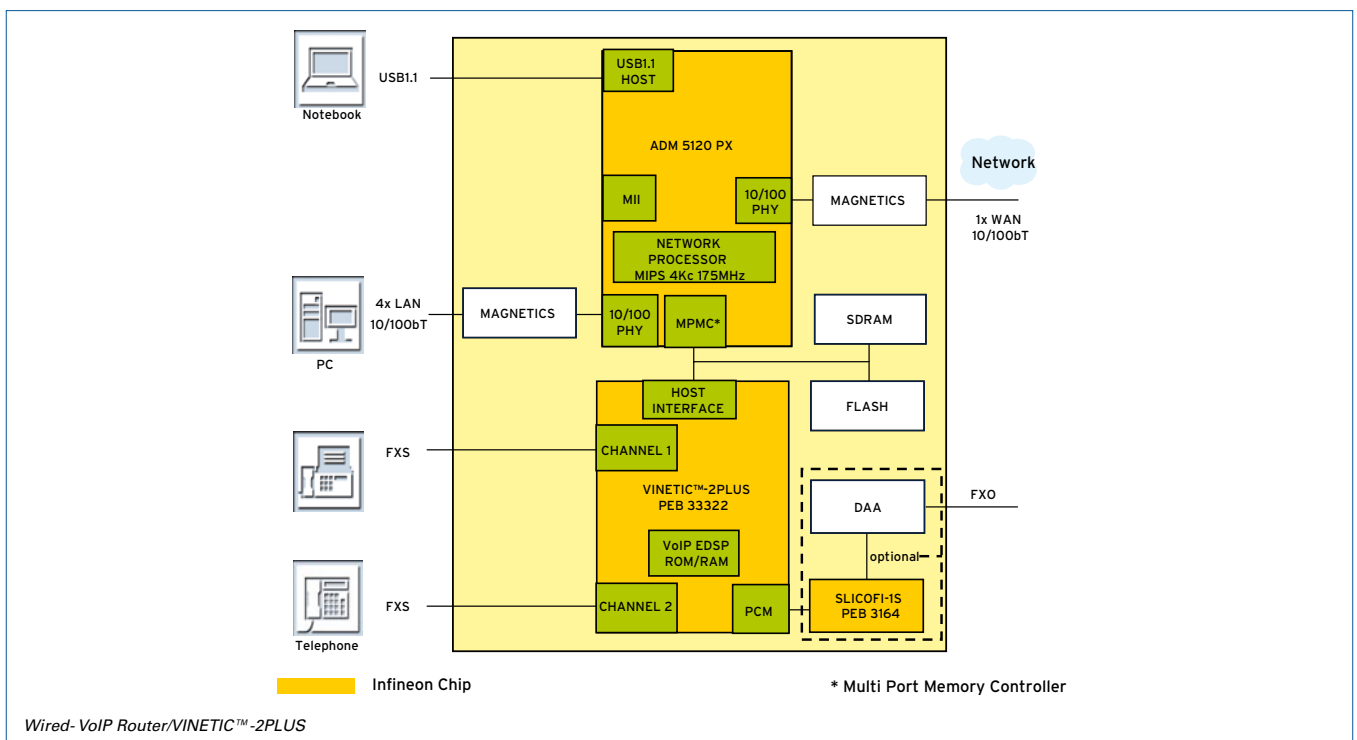 USB1.1
Notebook
USB1.1
HOST
ADM 5120 PX
MII
10/100
PHY
MAGNETICS
Network
1x WAN
10/100bT
NETWORK
PROCESSOR
MIPS 4Kc 175MHz
4x LAN
10/100bT
PC
MAGNETICS
10/100
PHY
MPMC*
SDRAM
FLASH
HOST
INTERFACE
FXS
CHANNEL 1
VINETIC™-2PLUS
PEB 33322
VoIP EDSP
ROM/RAM
DAA
FXO
optional
SLICOFI-1S
PEB 3164
FXS
CHANNEL 2
PCM
Telephone
Infineon Chip
* Multi Port Memory Controller
Wired- VoIP Router/VINETIC™-2PLUS